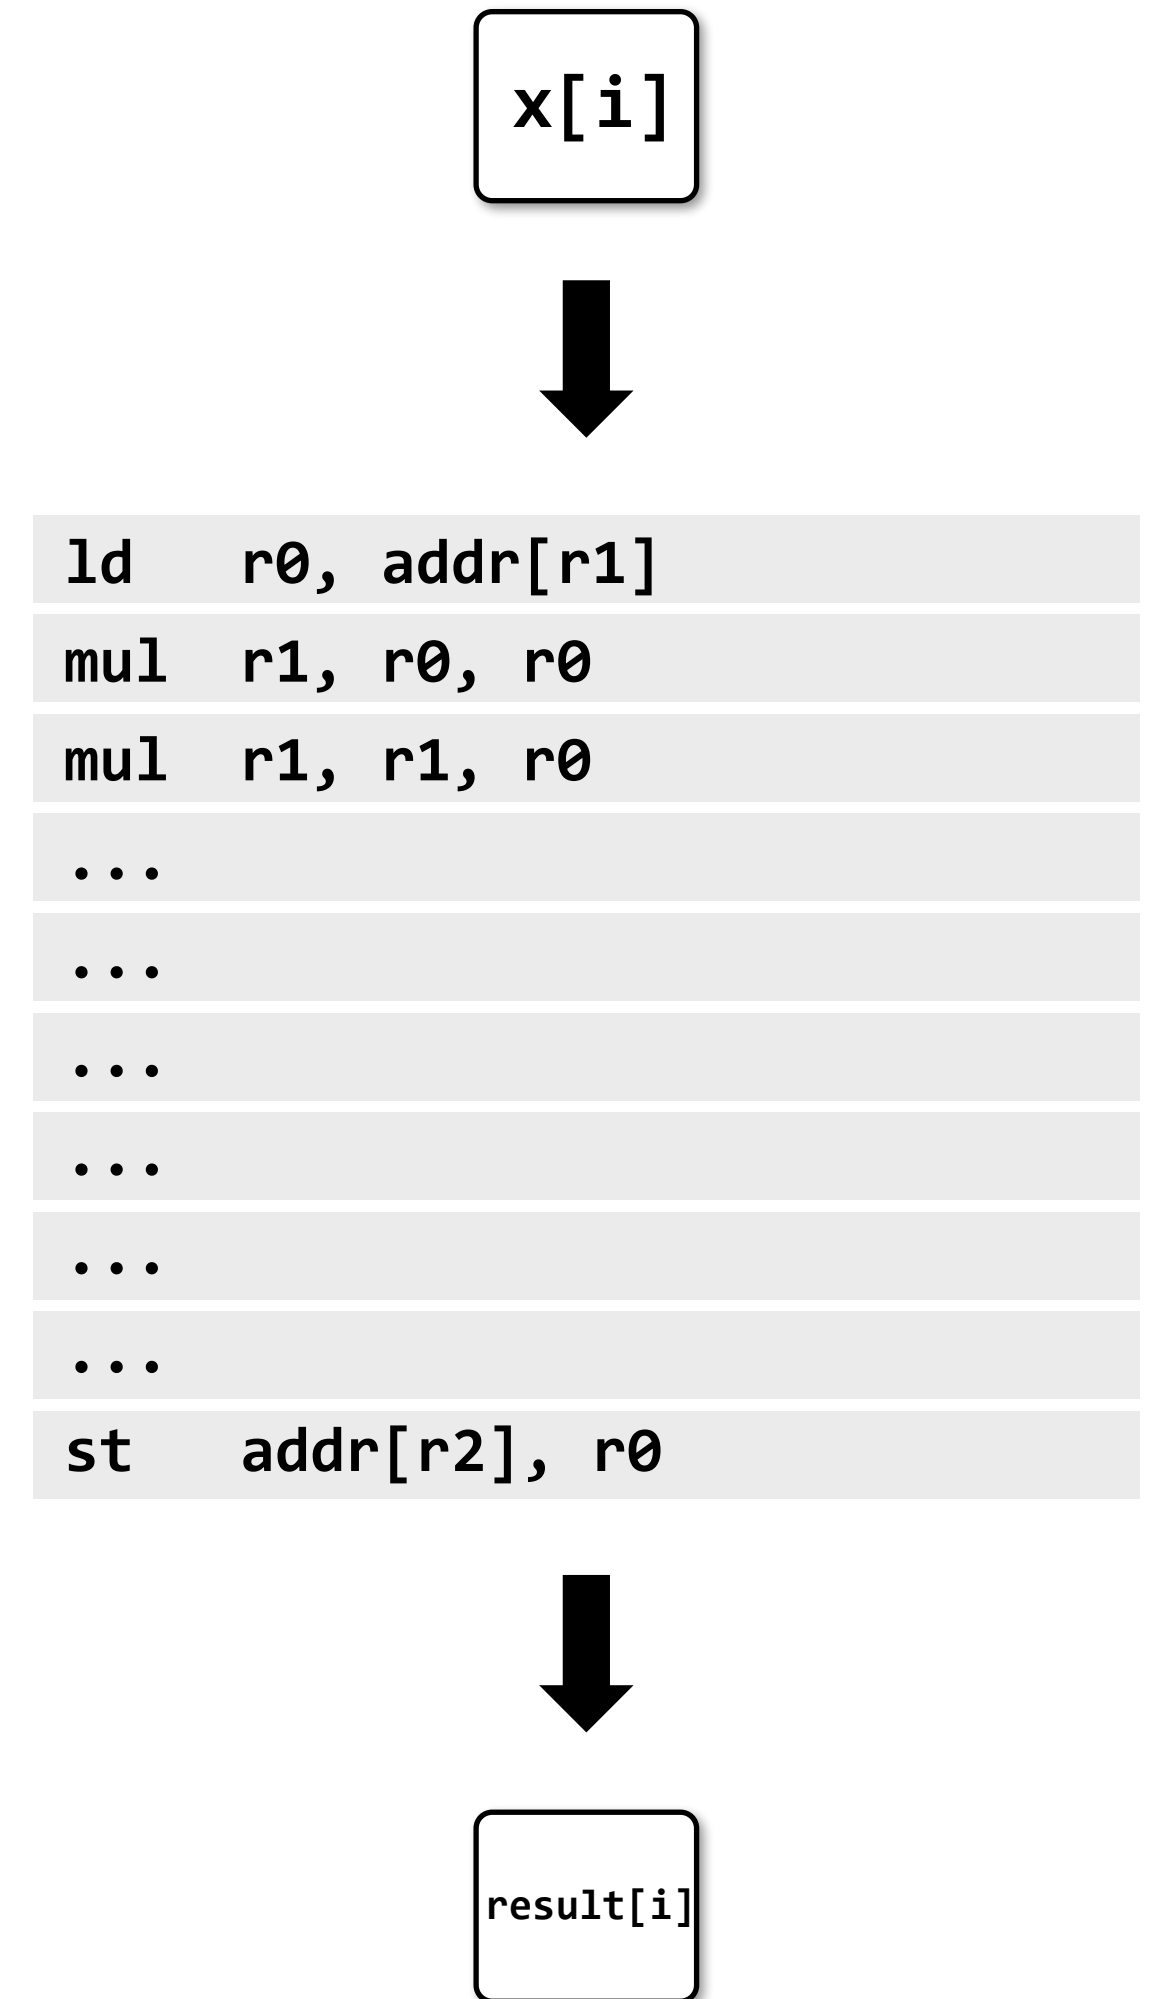 x[i]
ld r0, addr[r1]
mul r1, r0, r0
mul r1, r1, r0
...
...
...
...
...
...
st addr[r2], r0
result[i]